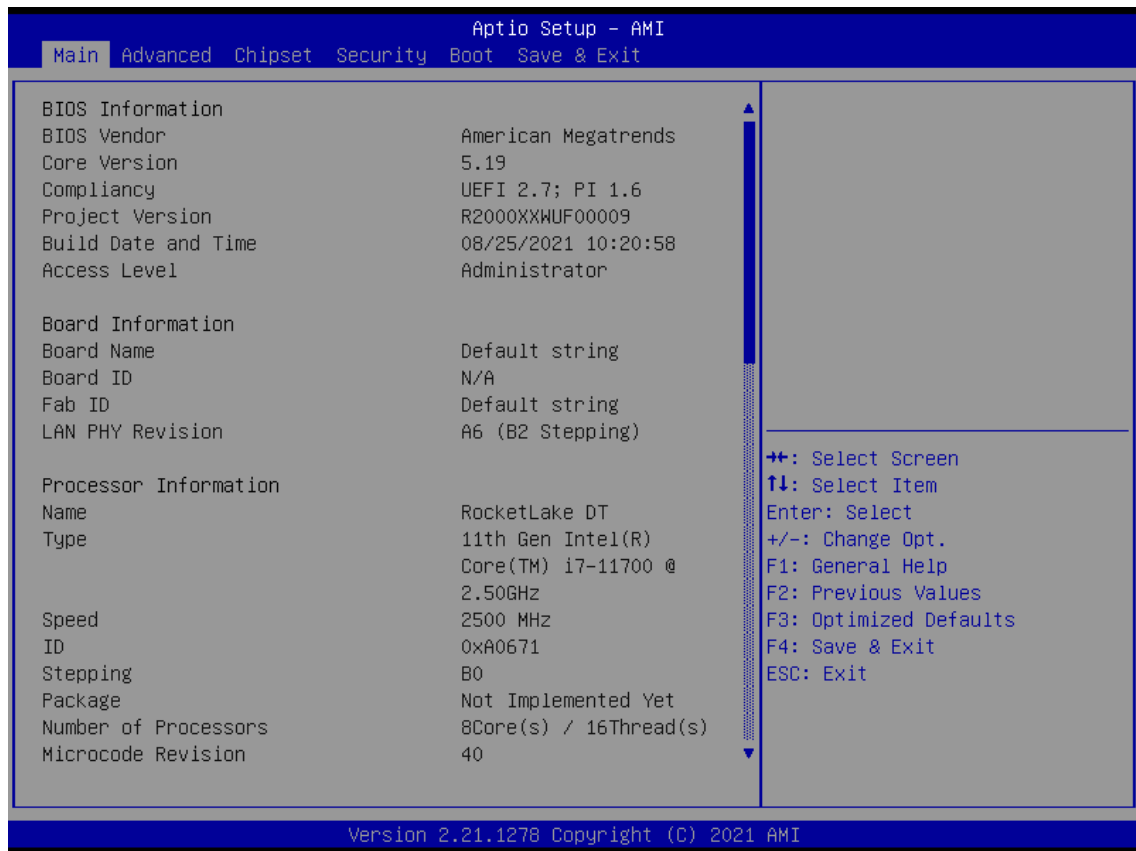 Aptio Setup – AMI
Main Advanced Chipset Security Boot Save & Exit
BIOS Information
BIOS Vendor American Megatrends
Core Version 5.19
Compliancy UEFI 2.7; PI 1.6
Project Version R2000XXWUF00009
Build Date and Time 08/25/2021 10:20:58
Access Level Administrator
Board Information
Board Name Default string
Board ID N/A
Fab ID Default string
LAN PHY Revision A6 (B2 Stepping)
Processor Information
Name RocketLake DT
Type 11th Gen Intel(R)
Core(TM) i7-11700 @
2.50GHz
Speed 2500 MHz
ID 0xA0671
Stepping B0
Package Not Implemented Yet
Number of Processors 8Core(s) / 16Thread(s)
Microcode Revision 40
→←: Select Screen
↑↓: Select Item
Enter: Select
+/-: Change Opt.
F1: General Help
F2: Previous Values
F3: Optimized Defaults
F4: Save & Exit
ESC: Exit
Version 2.21.1278 Copyright (C) 2021 AMI